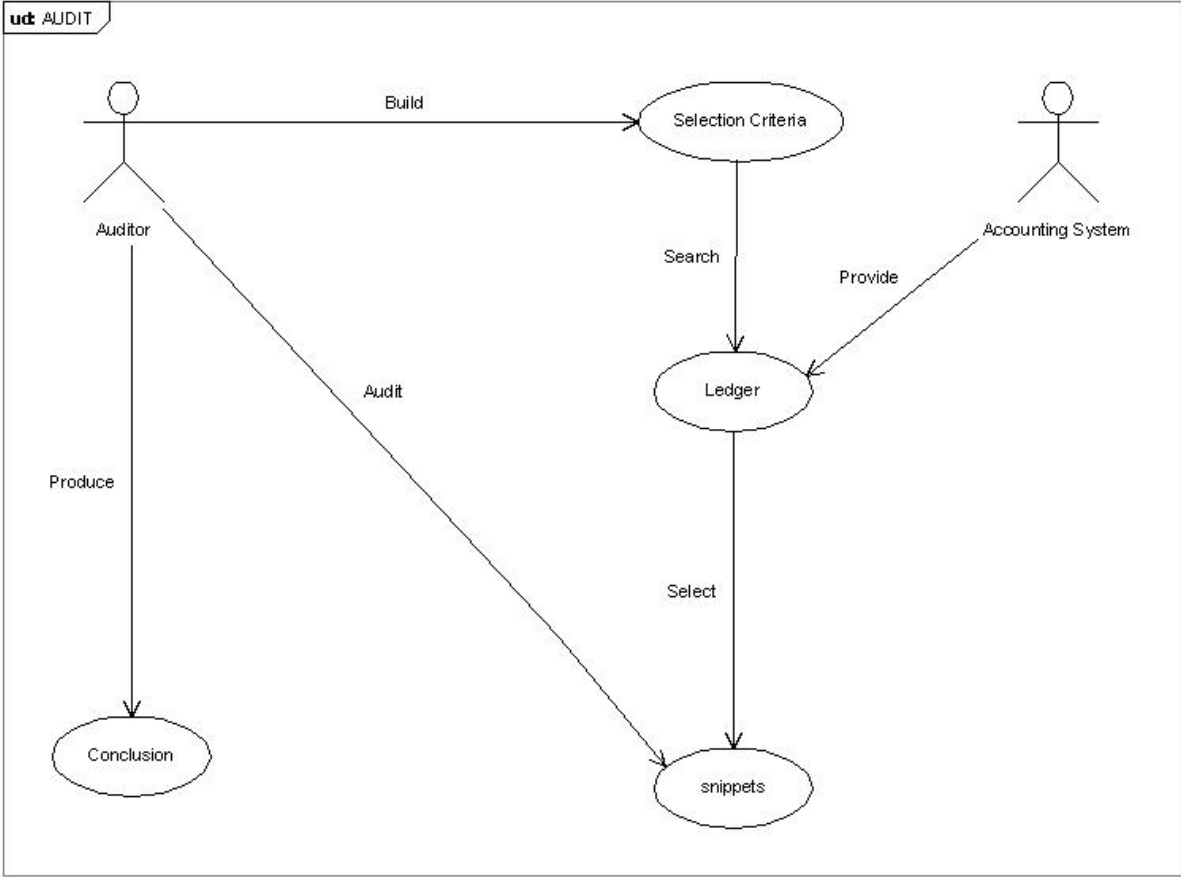 ud: AUDIT
Build
Selection Criteria
Auditor
Accounting System
Search
Provide
Ledger
Audit
Produce
Select
Conclusion
snippets